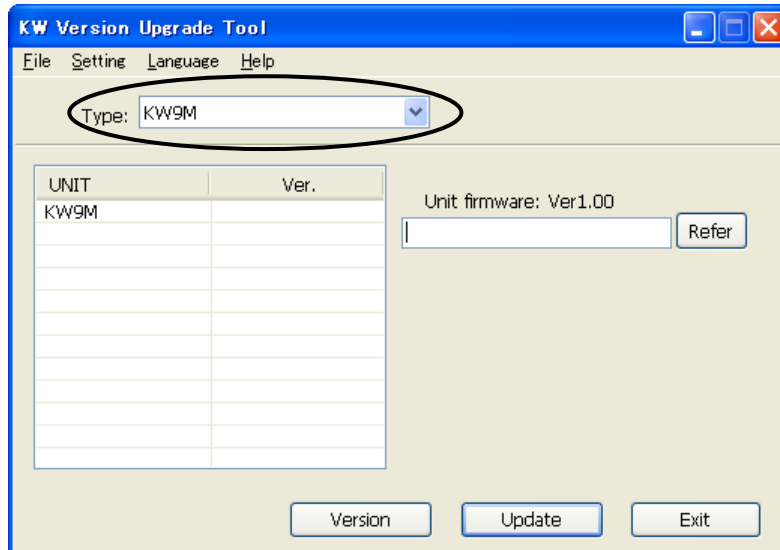 KW Version Upgrade Tool
File Setting Language Help
Type: KW9M
UNIT Ver.
KW9M
Unit firmware: Ver1.00
Refer
Version Update Exit